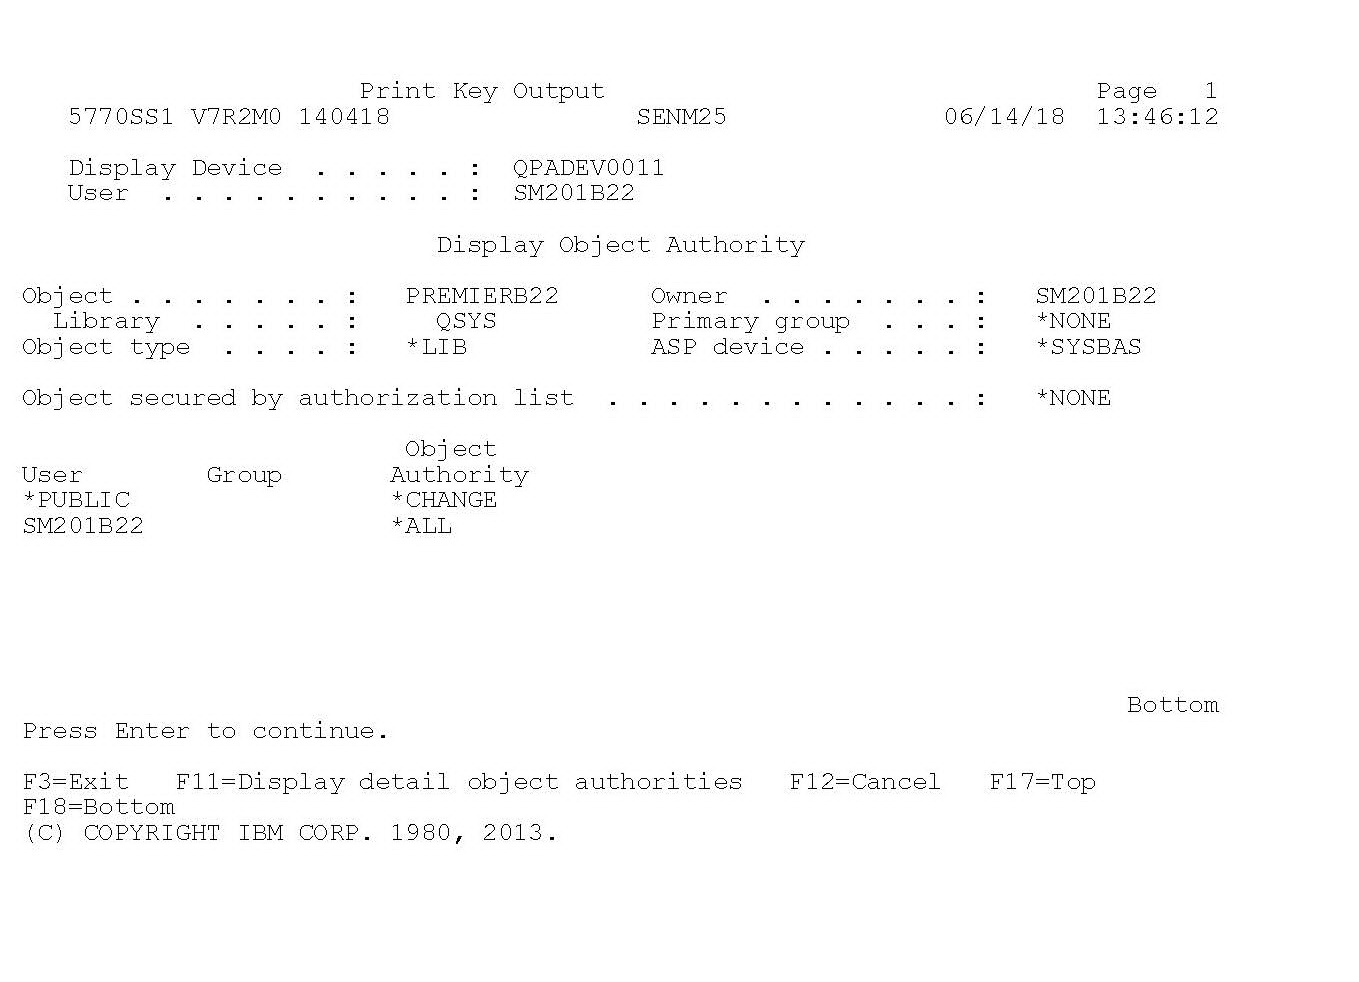 Print Key Output Page 1
5770SS1 V7R2M0 140418 SENM25 06/14/18 13:46:12
Display Device . . . . . : QPADEV0011
User . . . . . . . . . . . : SM201B22
Display Object Authority
Object . . . . . . . : PREMIERB22 Owner . . . . . . . : SM201B22
Library . . . . . : QSYS Primary group . . . : *NONE
Object type . . . . : *LIB ASP device . . . . . : *SYSBAS
Object secured by authorization list . . . . . . . . . . . . : *NONE
Object
User Group Authority
*PUBLIC *CHANGE
SM201B22 *ALL
Bottom
Press Enter to continue.
F3=Exit F11=Display detail object authorities F12=Cancel F17=Top
F18=Bottom
(C) COPYRIGHT IBM CORP. 1980, 2013.